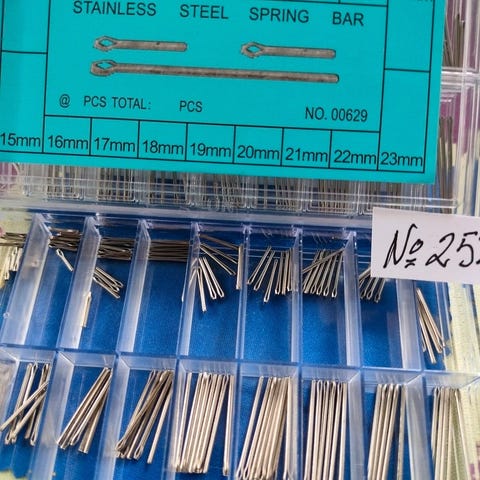 STAINLESS STEEL SPRING BAR
@ PCS TOTAL: PCS
NO. 00629
15mm 16mm 17mm 18mm 19mm 20mm 21mm 22mm 23mm
№ 25